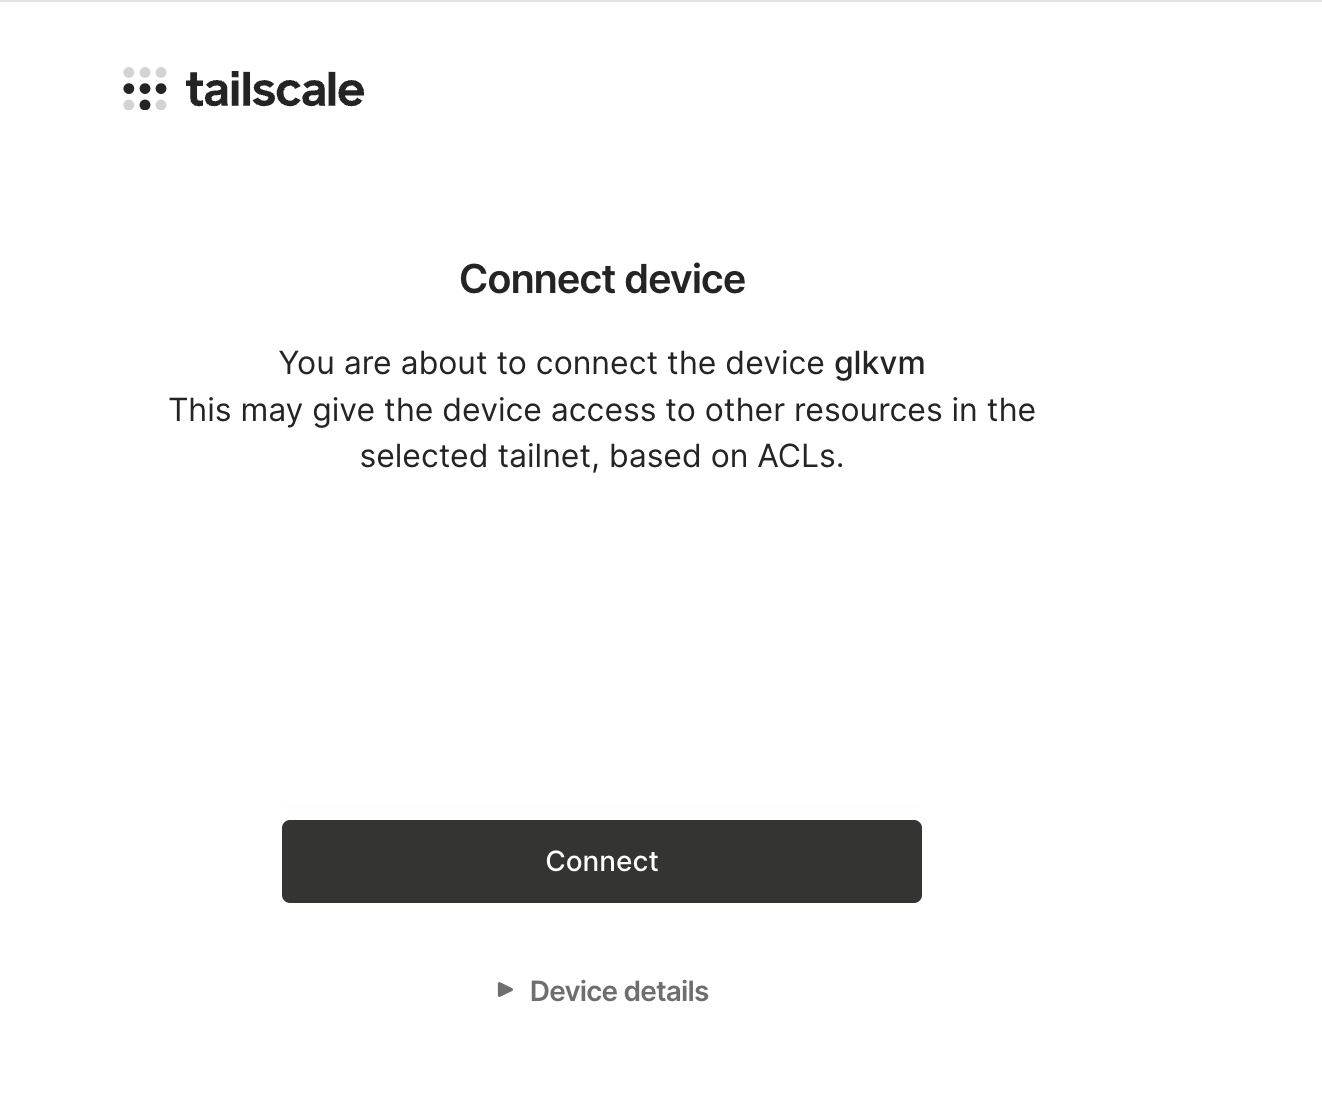 tailscale
Connect device
You are about to connect the device glkvm
This may give the device access to other resources in the
selected tailnet, based on ACLs.
Connect
Device details